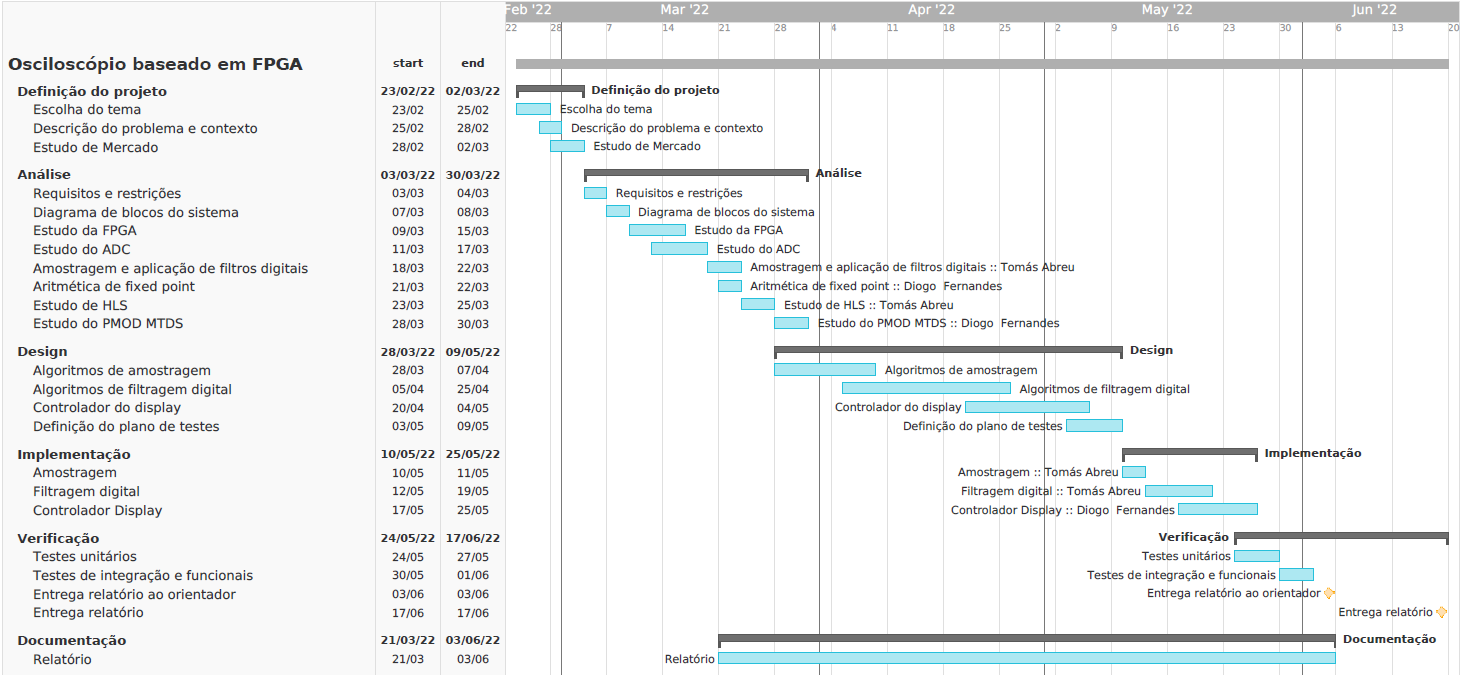 Feb '22 Mar '22 Apr '22 May '22 Jun '22
22 28 7 14 21 28 4 11 18 25 2 9 16 23 30 6 13 20
Osciloscópio baseado em FPGA start end
Definição do projeto 23/02/22 02/03/22 Definição do projeto
Escolha do tema 23/02 25/02 Escolha do tema
Descrição do problema e contexto 25/02 28/02 Descrição do problema e contexto
Estudo de Mercado 28/02 02/03 Estudo de Mercado
Análise 03/03/22 30/03/22 Análise
Requisitos e restrições 03/03 04/03 Requisitos e restrições
Diagrama de blocos do sistema 07/03 08/03 Diagrama de blocos do sistema
Estudo da FPGA 09/03 15/03 Estudo da FPGA
Estudo do ADC 11/03 17/03 Estudo do ADC
Amostragem e aplicação de filtros digitais 18/03 22/03 Amostragem e aplicação de filtros digitais :: Tomás Abreu
Aritmética de fixed point 21/03 22/03 Aritmética de fixed point :: Diogo Fernandes
Estudo de HLS 23/03 25/03 Estudo de HLS :: Tomás Abreu
Estudo do PMOD MTDS 28/03 30/03 Estudo do PMOD MTDS :: Diogo Fernandes
Design 28/03/22 09/05/22 Design
Algoritmos de amostragem 28/03 07/04 Algoritmos de amostragem
Algoritmos de filtragem digital 05/04 25/04 Algoritmos de filtragem digital
Controlador do display 20/04 04/05 Controlador do display
Definição do plano de testes 03/05 09/05 Definição do plano de testes
Implementação 10/05/22 25/05/22 Implementação
Amostragem 10/05 11/05 Amostragem :: Tomás Abreu
Filtragem digital 12/05 19/05 Filtragem digital :: Tomás Abreu
Controlador Display 17/05 25/05 Controlador Display :: Diogo Fernandes
Verificação 24/05/22 17/06/22 Verificação
Testes unitários 24/05 27/05 Testes unitários
Testes de integração e funcionais 30/05 01/06 Testes de integração e funcionais
Entrega relatório ao orientador 03/06 03/06 Entrega relatório ao orientador
Entrega relatório 17/06 17/06 Entrega relatório
Documentação 21/03/22 03/06/22 Documentação
Relatório 21/03 03/06 Relatório